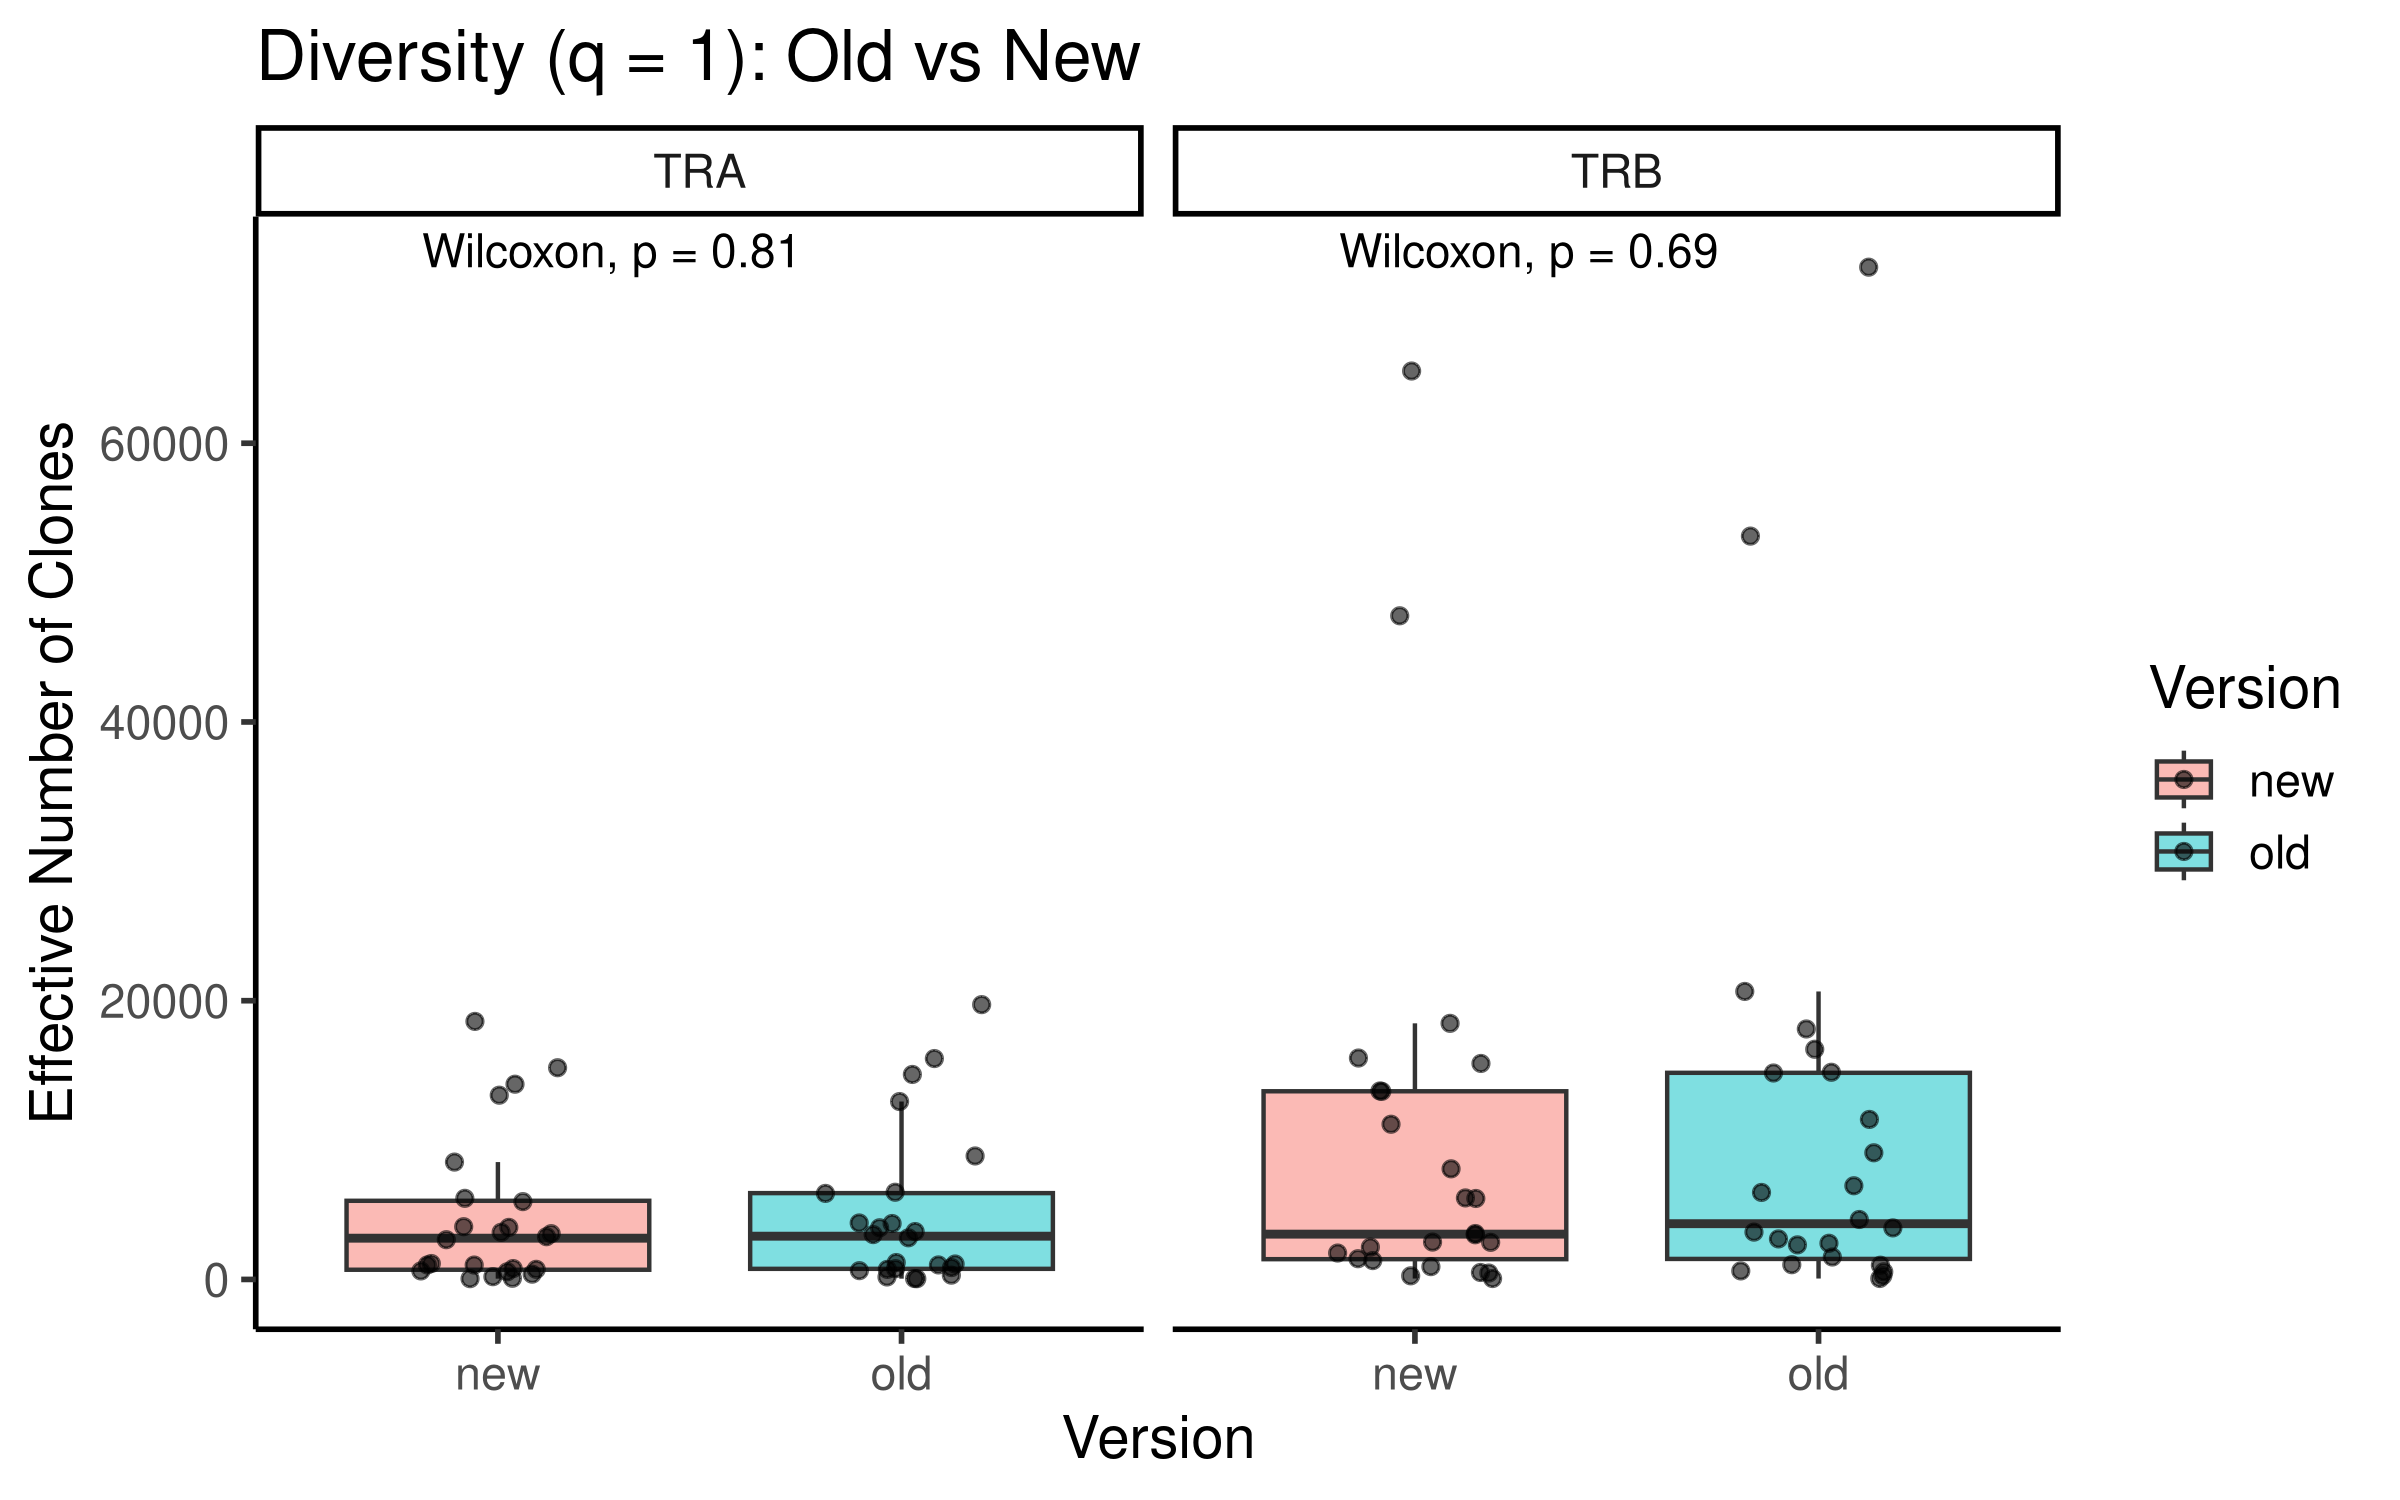 Diversity (q = 1): Old vs New
TRA
TRB
Wilcoxon, p = 0.81
Wilcoxon, p = 0.69
Effective Number of Clones
60000
40000
20000
0
new
old
new
old
Version
Version
new
old